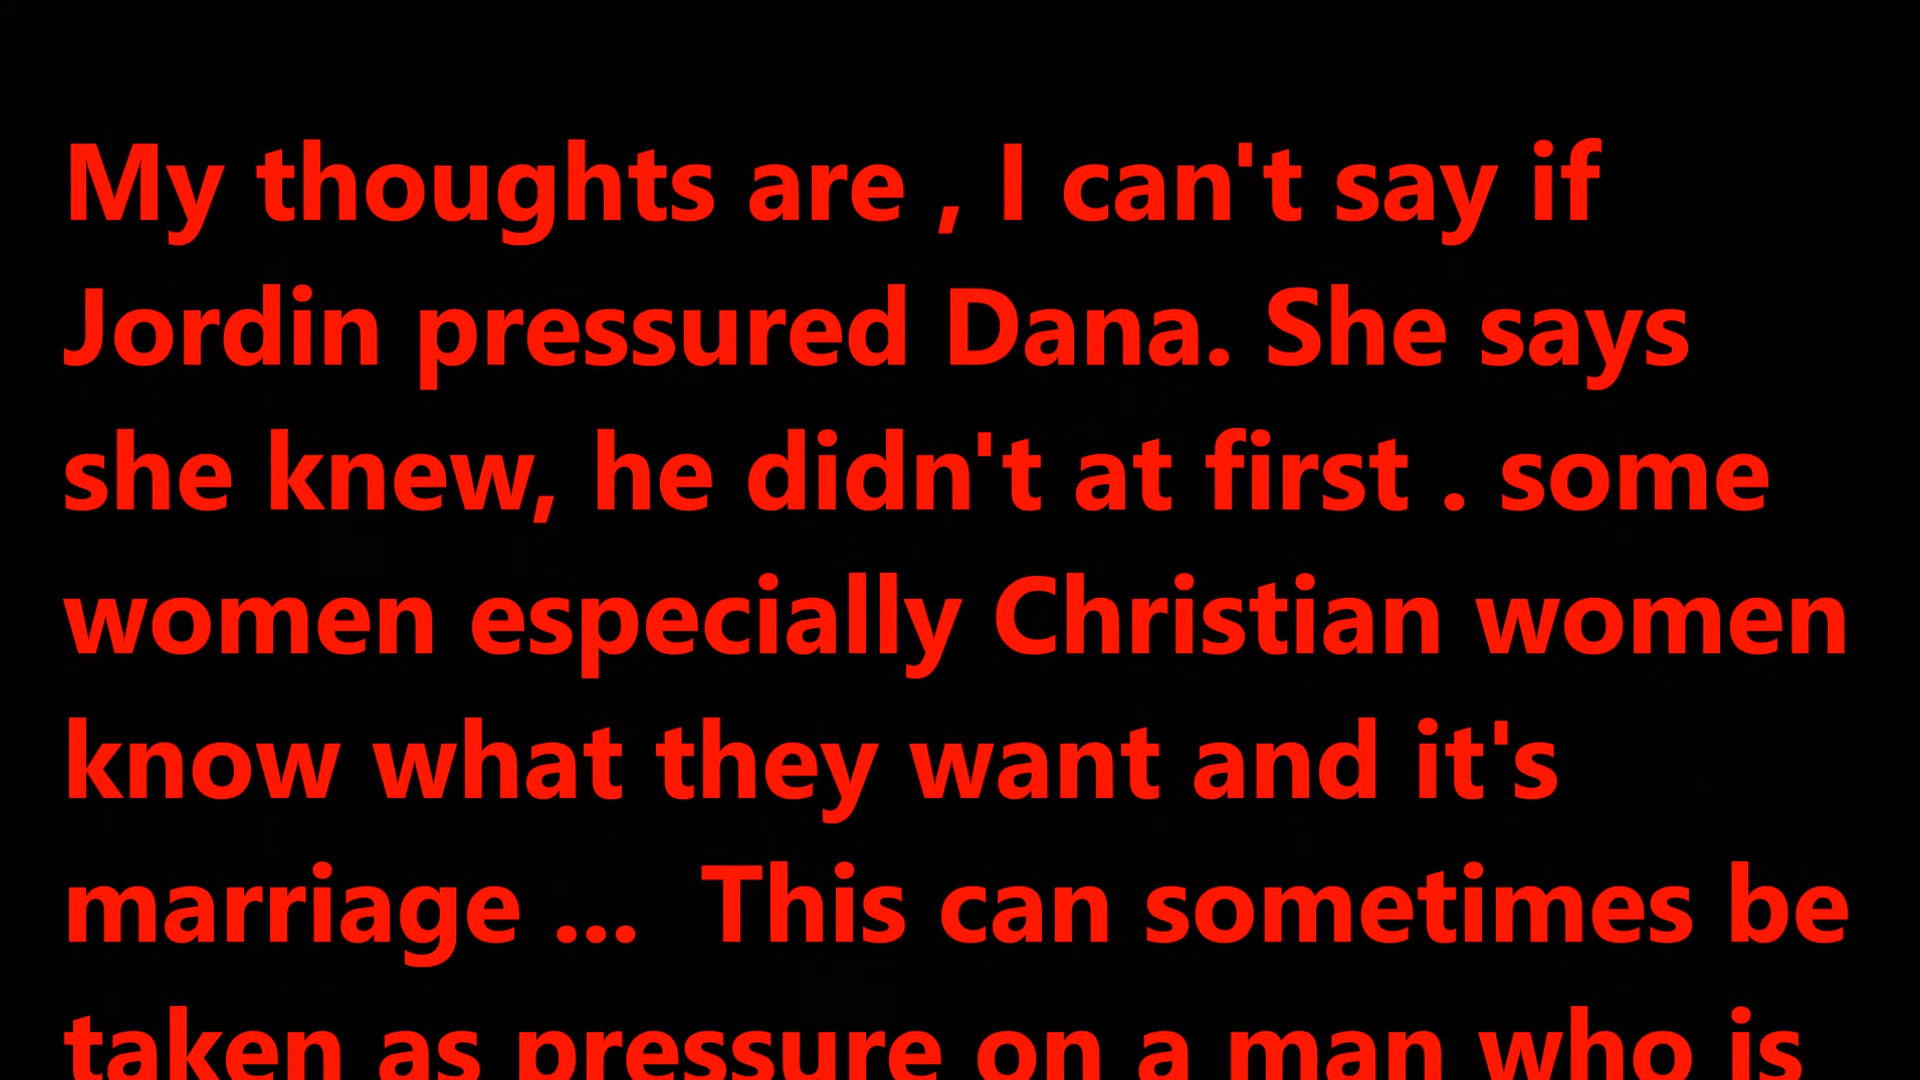 My thoughts are , I can't say if
Jordin pressured Dana. She says
she knew, he didn't at first . some
women especially Christian women
know what they want and it's
marriage ...  This can sometimes be
taken as pressure on a man who is